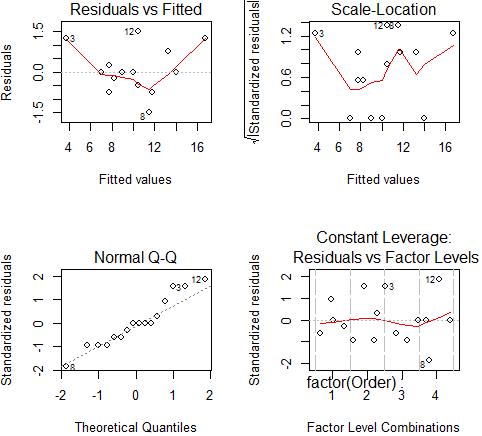 Residuals vs Fitted
Residuals
-1.5 0.0 1.5
3
12
8
4 6 8 12 16
Fitted values
Scale-Location
√|Standardized residuals|
0.0 0.6 1.2
3
12
8
4 6 8 12 16
Fitted values
Normal Q-Q
Standardized residuals
-2 -1 0 1 2
3
12
8
-2 -1 0 1 2
Theoretical Quantiles
Constant Leverage:
Residuals vs Factor Levels
Standardized residuals
-2 0 1 2
3
12
8
factor(Order) :
1 2 3 4
Factor Level Combinations